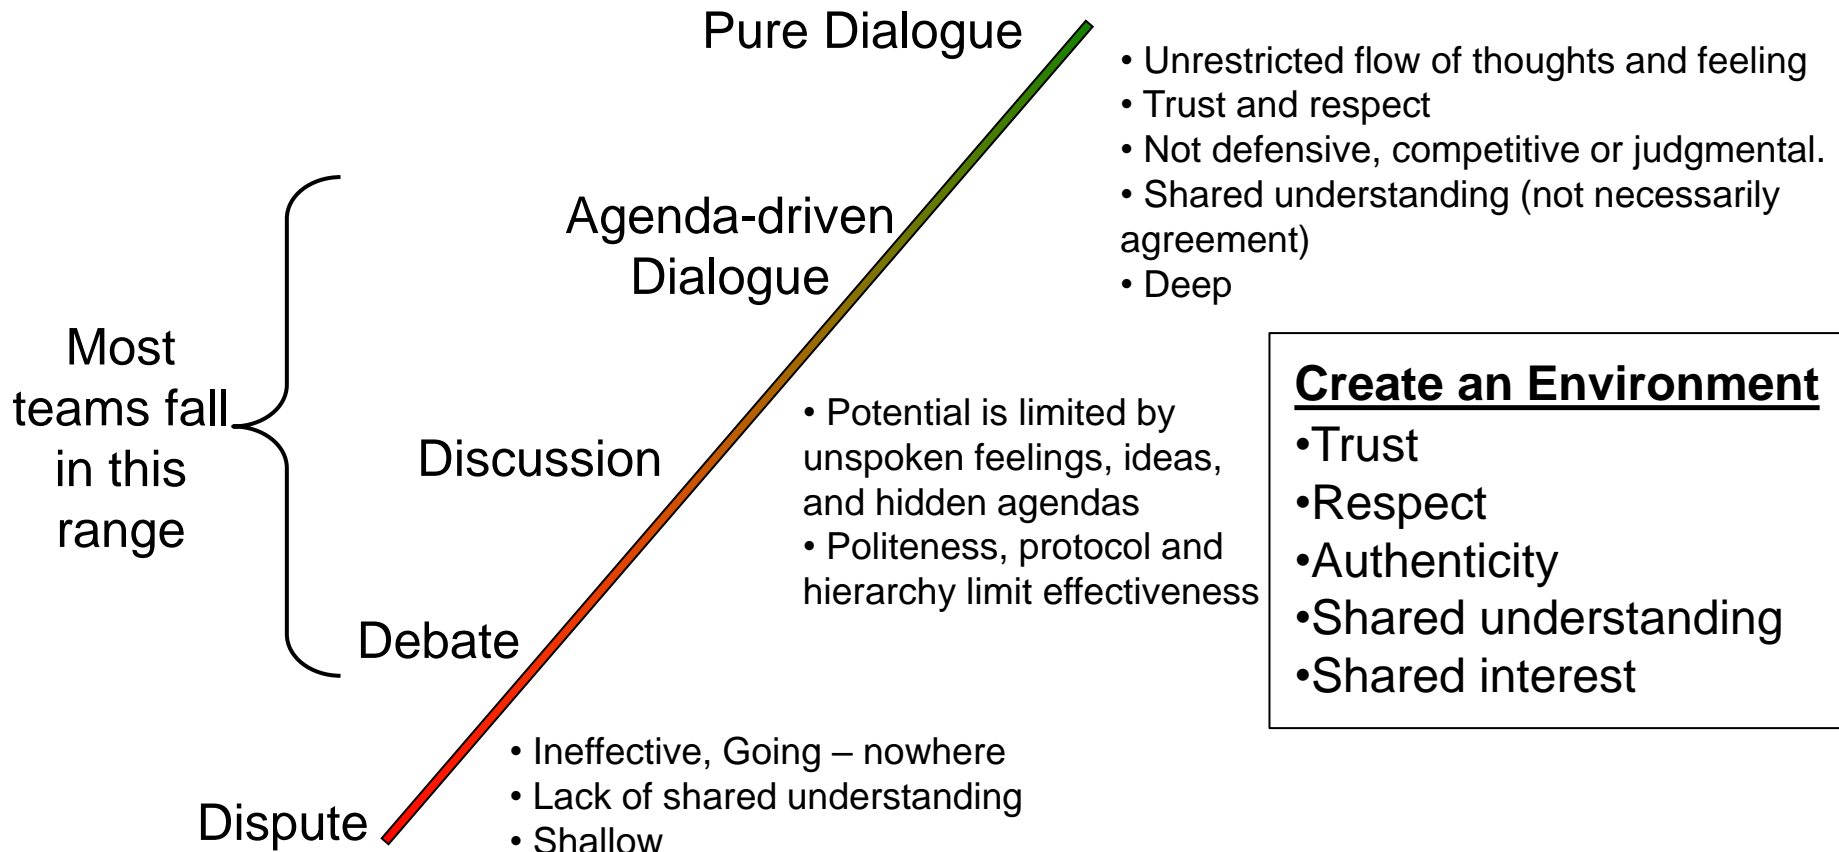 Pure Dialogue
• Unrestricted flow of thoughts and feeling
• Trust and respect
• Not defensive, competitive or judgmental.
• Shared understanding (not necessarily
agreement)
• Deep
Agenda-driven
Dialogue
Most
teams fall
in this
range
Discussion
• Potential is limited by
unspoken feelings, ideas,
and hidden agendas
• Politeness, protocol and
hierarchy limit effectiveness
Create an Environment
•Trust
•Respect
•Authenticity
•Shared understanding
•Shared interest
Debate
Dispute
• Ineffective, Going – nowhere
• Lack of shared understanding
• Shallow